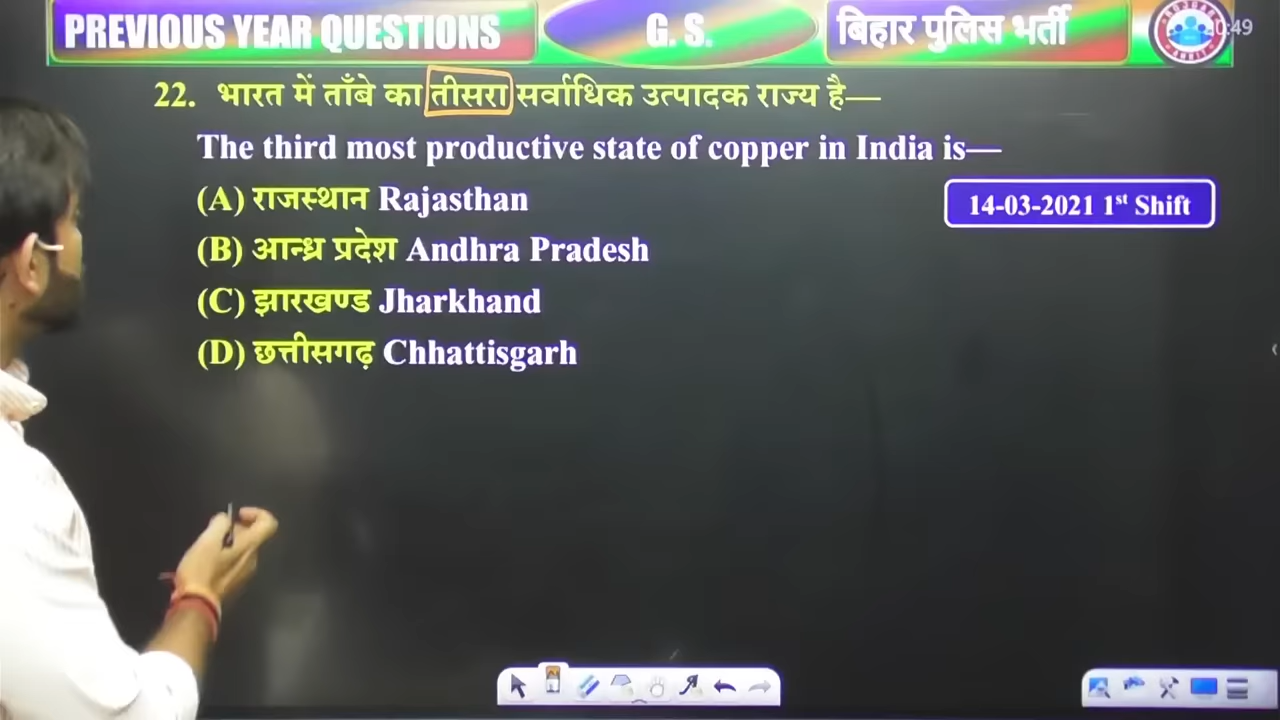 PREVIOUS YEAR QUESTIONS
G. S.
बिहार पुलिस भर्ती
22. भारत में ताँबे का तीसरा सर्वाधिक उत्पादक राज्य है—
The third most productive state of copper in India is—
(A) राजस्थान Rajasthan
14-03-2021 1st Shift
(B) आन्ध्र प्रदेश Andhra Pradesh
(C) झारखण्ड Jharkhand
(D) छत्तीसगढ़ Chhattisgarh